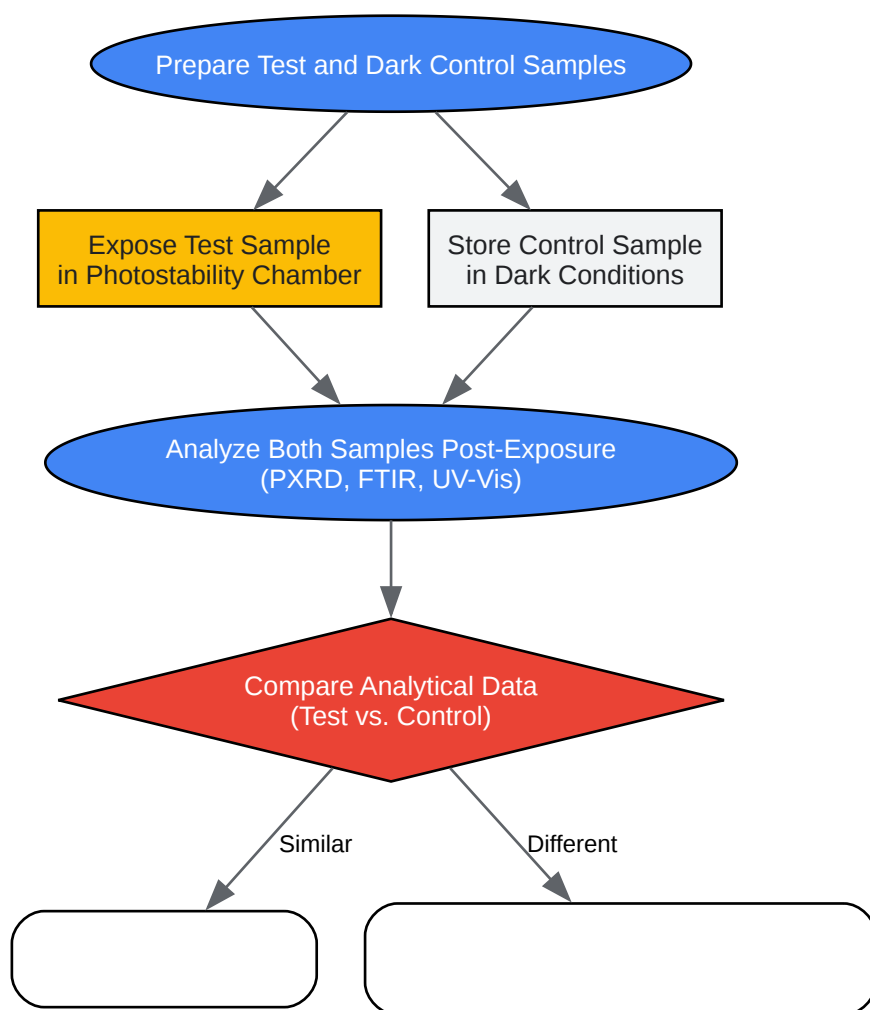 Prepare Test and Dark Control Samples
Expose Test Sample
in Photostability Chamber
Store Control Sample
in Dark Conditions
Analyze Both Samples Post-Exposure
(PXRD, FTIR, UV-Vis)
Compare Analytical Data
(Test vs. Control)
Similar
Different